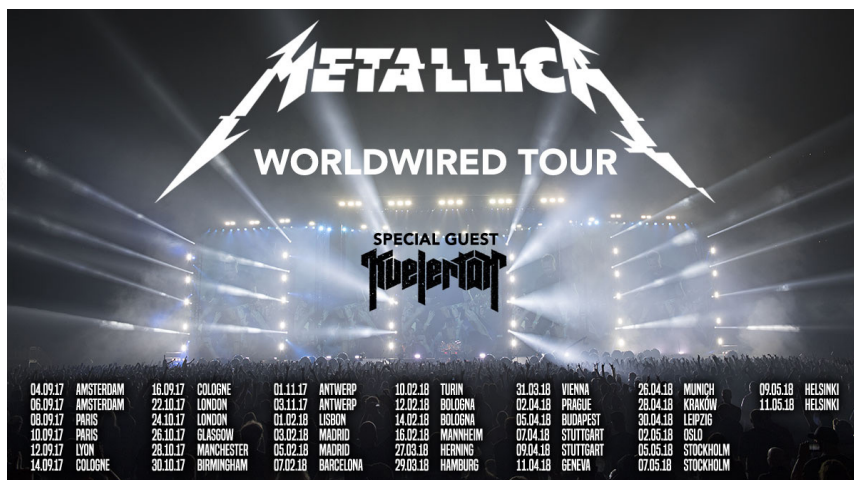 METALLICA
WORLDWIRED TOUR
SPECIAL GUEST
Kvelertak
04.09.17 AMSTERDAM
06.09.17 AMSTERDAM
08.09.17 PARIS
10.09.17 PARIS
12.09.17 LYON
14.09.17 COLOGNE
16.09.17 COLOGNE
22.10.17 LONDON
24.10.17 LONDON
26.10.17 GLASGOW
28.10.17 MANCHESTER
30.10.17 BIRMINGHAM
01.11.17 ANTWERP
03.11.17 ANTWERP
01.02.18 LISBON
03.02.18 MADRID
05.02.18 MADRID
07.02.18 BARCELONA
10.02.18 TURIN
12.02.18 BOLOGNA
14.02.18 BOLOGNA
16.02.18 MANNHEIM
27.03.18 HERNING
29.03.18 HAMBURG
31.03.18 VIENNA
02.04.18 PRAGUE
05.04.18 BUDAPEST
07.04.18 STUTTGART
09.04.18 STUTTGART
11.04.18 GENEVA
26.04.18 MUNICH
28.04.18 KRAKÓW
30.04.18 LEIPZIG
02.05.18 OSLO
05.05.18 STOCKHOLM
07.05.18 STOCKHOLM
09.05.18 HELSINKI
11.05.18 HELSINKI